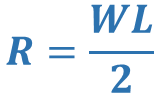 R = WL/2